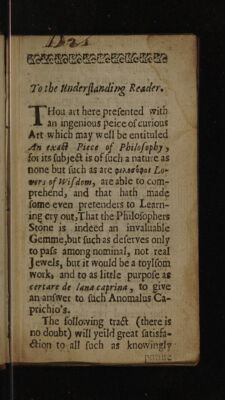 To the Understanding Reader.
THou art here presented with
an ingenious peice of curious
Art which may well be entituled
An exact Piece of Philosophy,
for its subject is of such a nature as
none but such as are φιλοσόφοι Lo-
vers of Wisdom, are able to com-
prehend, and that hath made
some even pretenders to Learn-
ing cry out, That the Philosophers
Stone is indeed an invaluable
Gemme, but such as deserves only
to pass among nominal, not real
Jewels, but it would be a toylsom
work, and to as little purpose as
certare de lana caprina, to give
an answer to such Anomalus Ca-
prichio's.
The following tract (there is
no doubt) will yeild great satisfa-
ction to all such as knowingly